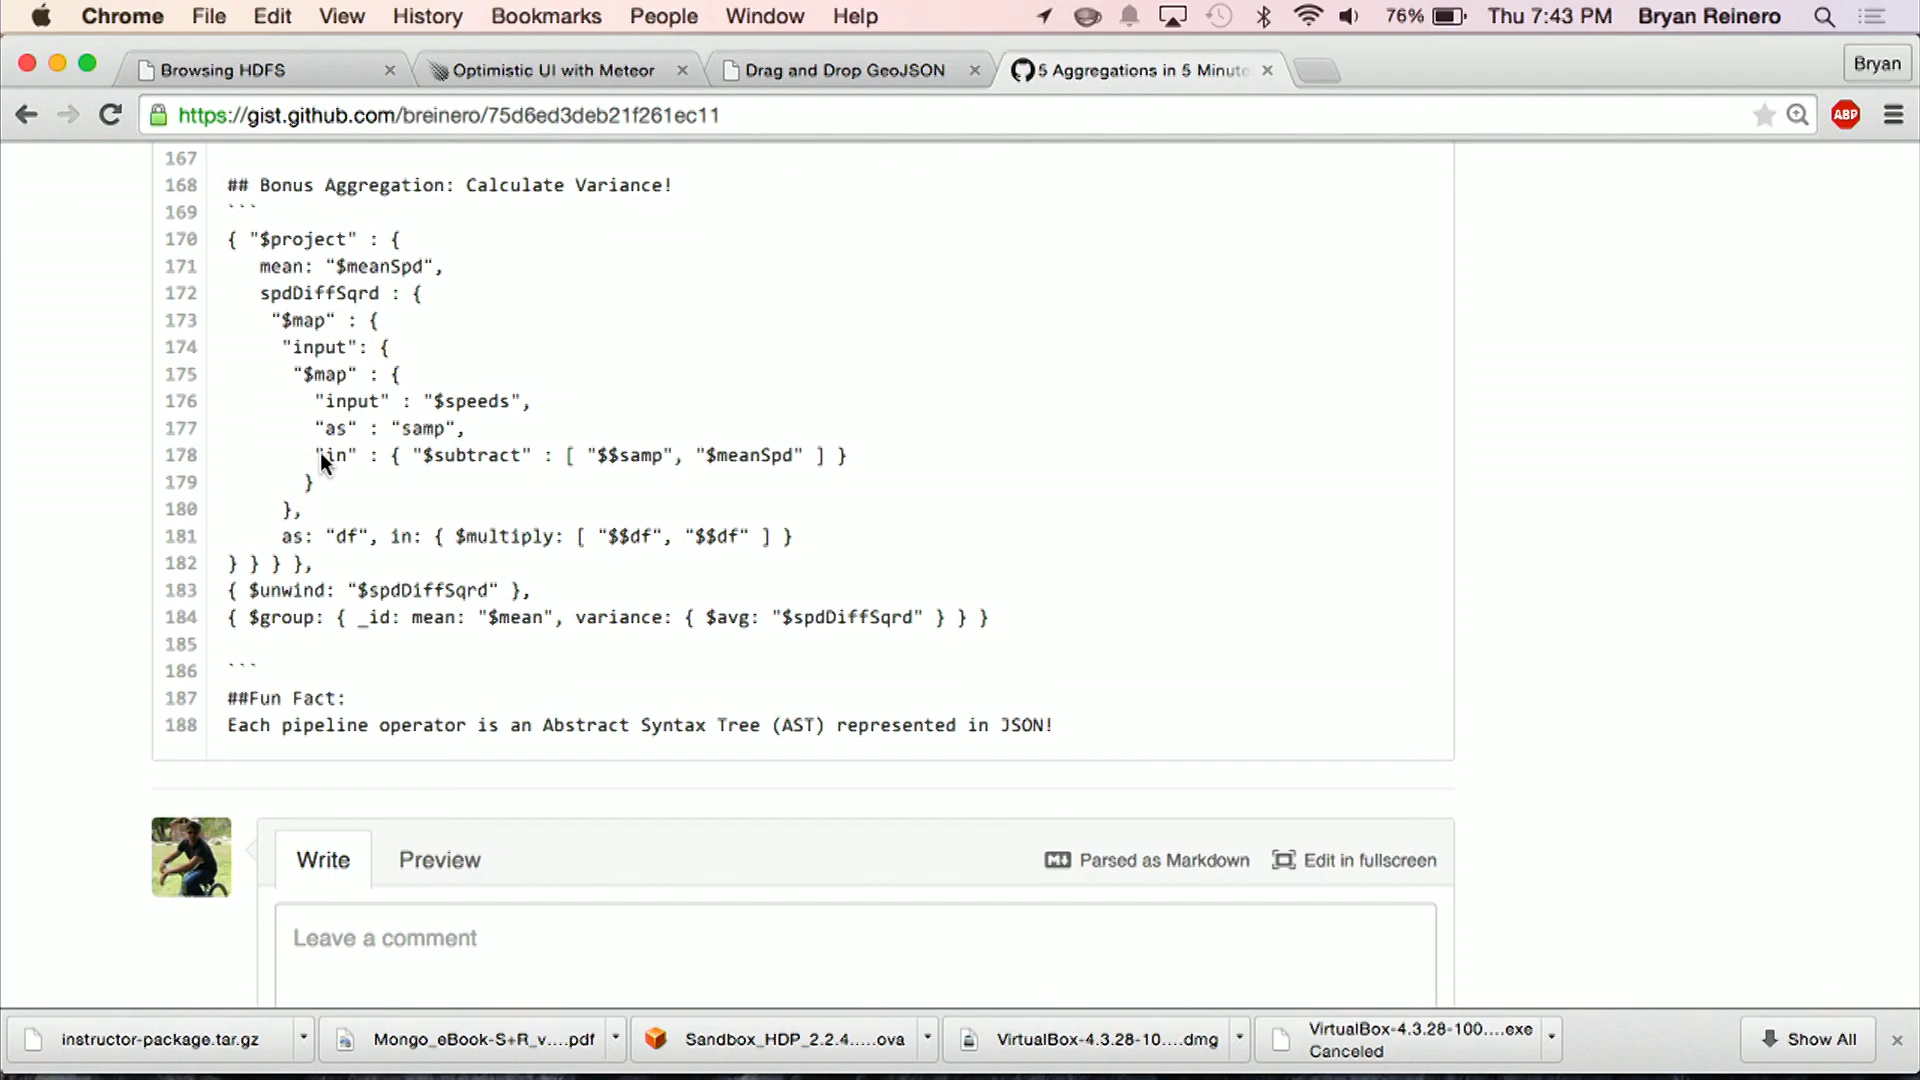 Chrome File Edit View History Bookmarks People Window Help 76% Thu 7:43 PM Bryan Reinero
Browsing HDFS Optimistic UI with Meteor Drag and Drop GeoJSON 5 Aggregations in 5 Minute Bryan
https://gist.github.com/breinero/75d6ed3deb21f261ec11 ABP
167
168 ## Bonus Aggregation: Calculate Variance!
169 ```
170 { "$project" : {
171 mean: "$meanSpd",
172 spdDiffSqrd : {
173 "$map" : {
174 "input": {
175 "$map" : {
176 "input" : "$speeds",
177 "as" : "samp",
178 "in" : { "$subtract" : [ "$$samp", "$meanSpd" ] }
179 }
180 },
181 as: "df", in: { $multiply: [ "$$df", "$$df" ] }
182 } } } },
183 { $unwind: "$spdDiffSqrd" },
184 { $group: { _id: mean: "$mean", variance: { $avg: "$spdDiffSqrd" } } }
185
186 ```
187 ##Fun Fact:
188 Each pipeline operator is an Abstract Syntax Tree (AST) represented in JSON!
Write Preview Parsed as Markdown Edit in fullscreen
Leave a comment
instructor-package.tar.gz Mongo_eBook-S+R_v....pdf Sandbox_HDP_2.2.4.....ova VirtualBox-4.3.28-10....dmg VirtualBox-4.3.28-100....exe Show All
Canceled